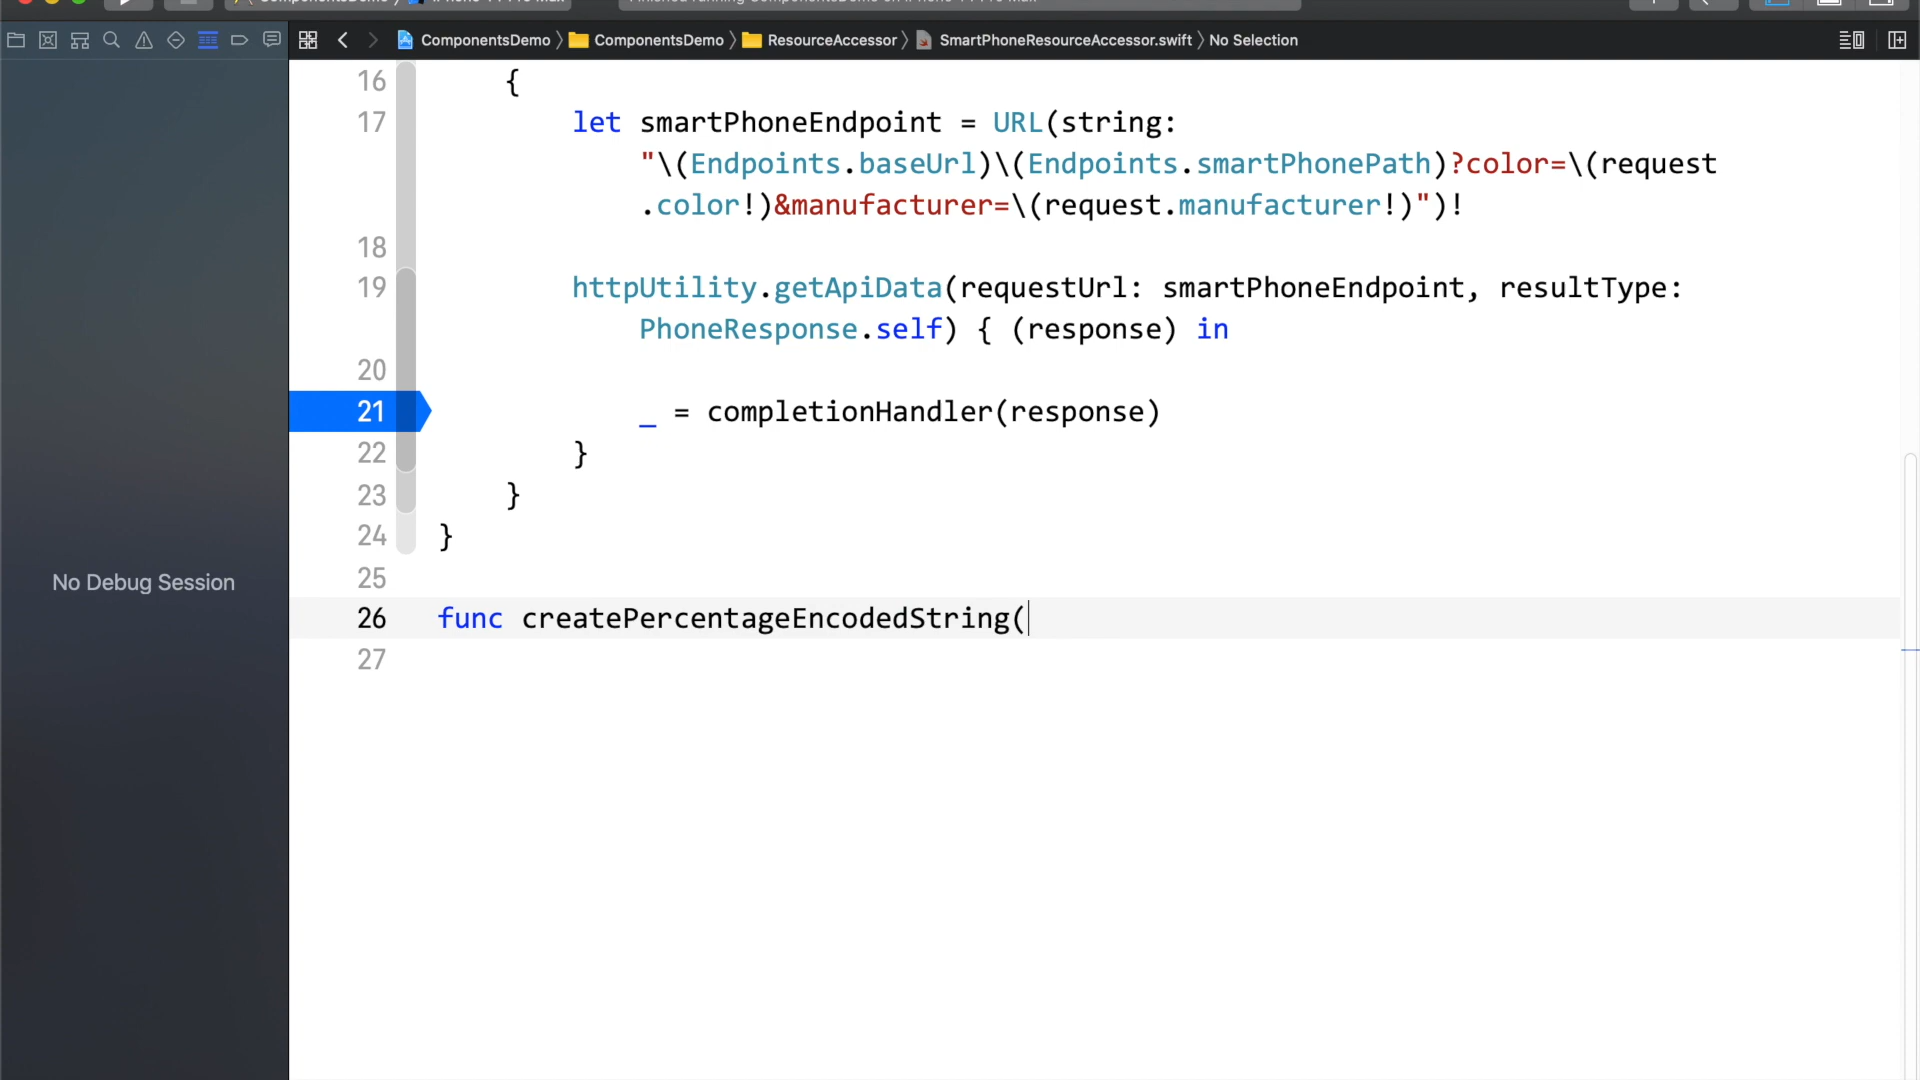 ComponentsDemo 〉 ComponentsDemo 〉 ResourceAccessor 〉 SmartPhoneResourceAccessor.swift 〉 No Selection
16 {
17 let smartPhoneEndpoint = URL(string:
"\(Endpoints.baseUrl)\(Endpoints.smartPhonePath)?color=\(request
.color!)&manufacturer=\(request.manufacturer!)")!
18
19 httpUtility.getApiData(requestUrl: smartPhoneEndpoint, resultType:
PhoneResponse.self) { (response) in
20
21 _ = completionHandler(response)
22 }
23 }
24 }
25
No Debug Session
26 func createPercentageEncodedString(
27